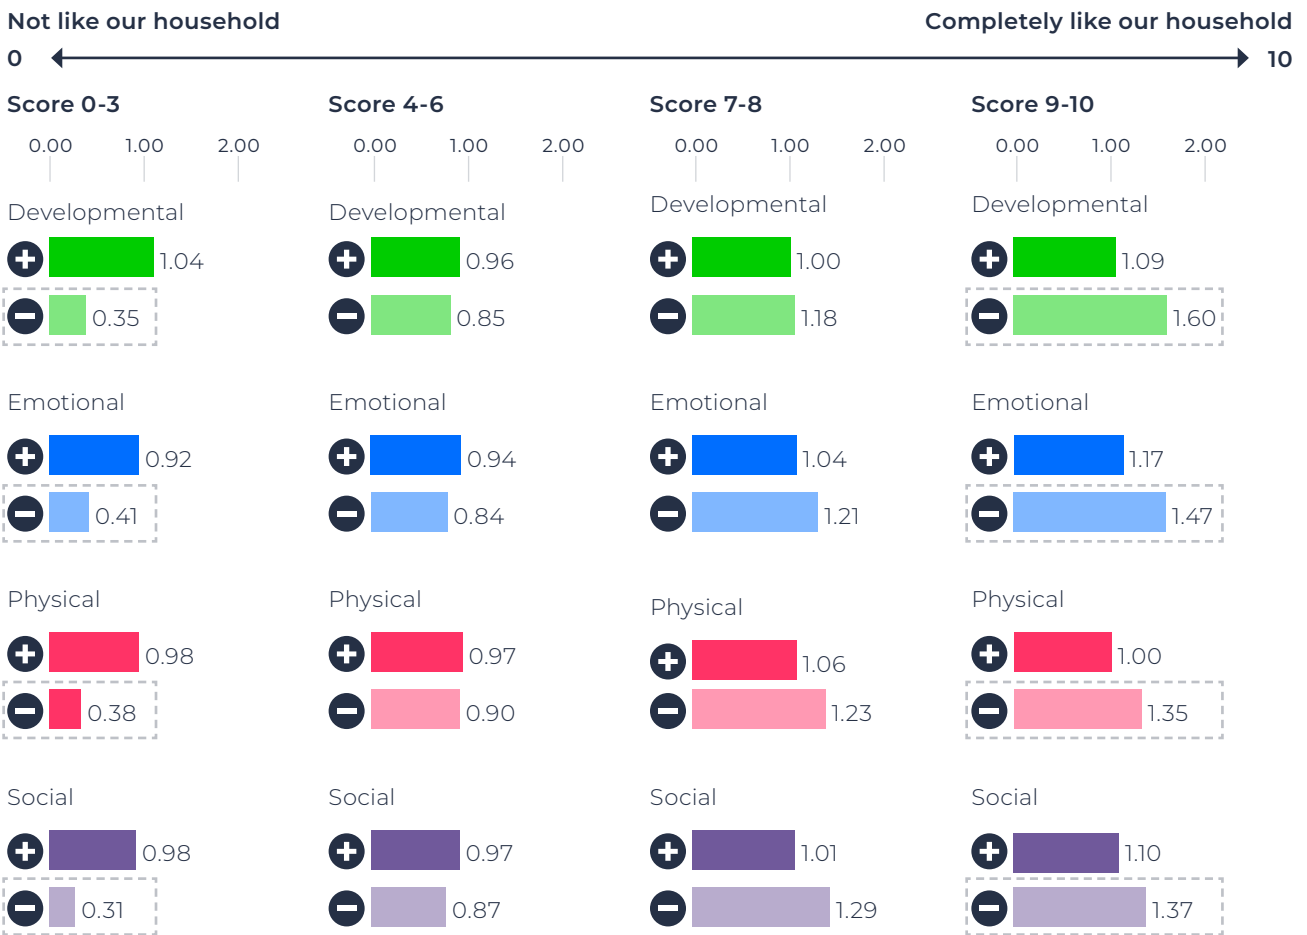 Not like our household Completely like our household
0 10
Score 0-3 Score 4-6 Score 7-8 Score 9-10
0.00 1.00 2.00 0.00 1.00 2.00 0.00 1.00 2.00 0.00 1.00 2.00
Developmental Developmental Developmental Developmental
+ 1.04 + 0.96 + 1.00 + 1.09
− 0.35 − 0.85 − 1.18 − 1.60
Emotional Emotional Emotional Emotional
+ 0.92 + 0.94 + 1.04 + 1.17
− 0.41 − 0.84 − 1.21 − 1.47
Physical Physical Physical Physical
+ 0.98 + 0.97 + 1.06 + 1.00
− 0.38 − 0.90 − 1.23 − 1.35
Social Social Social Social
+ 0.98 + 0.97 + 1.01 + 1.10
− 0.31 − 0.87 − 1.29 − 1.37